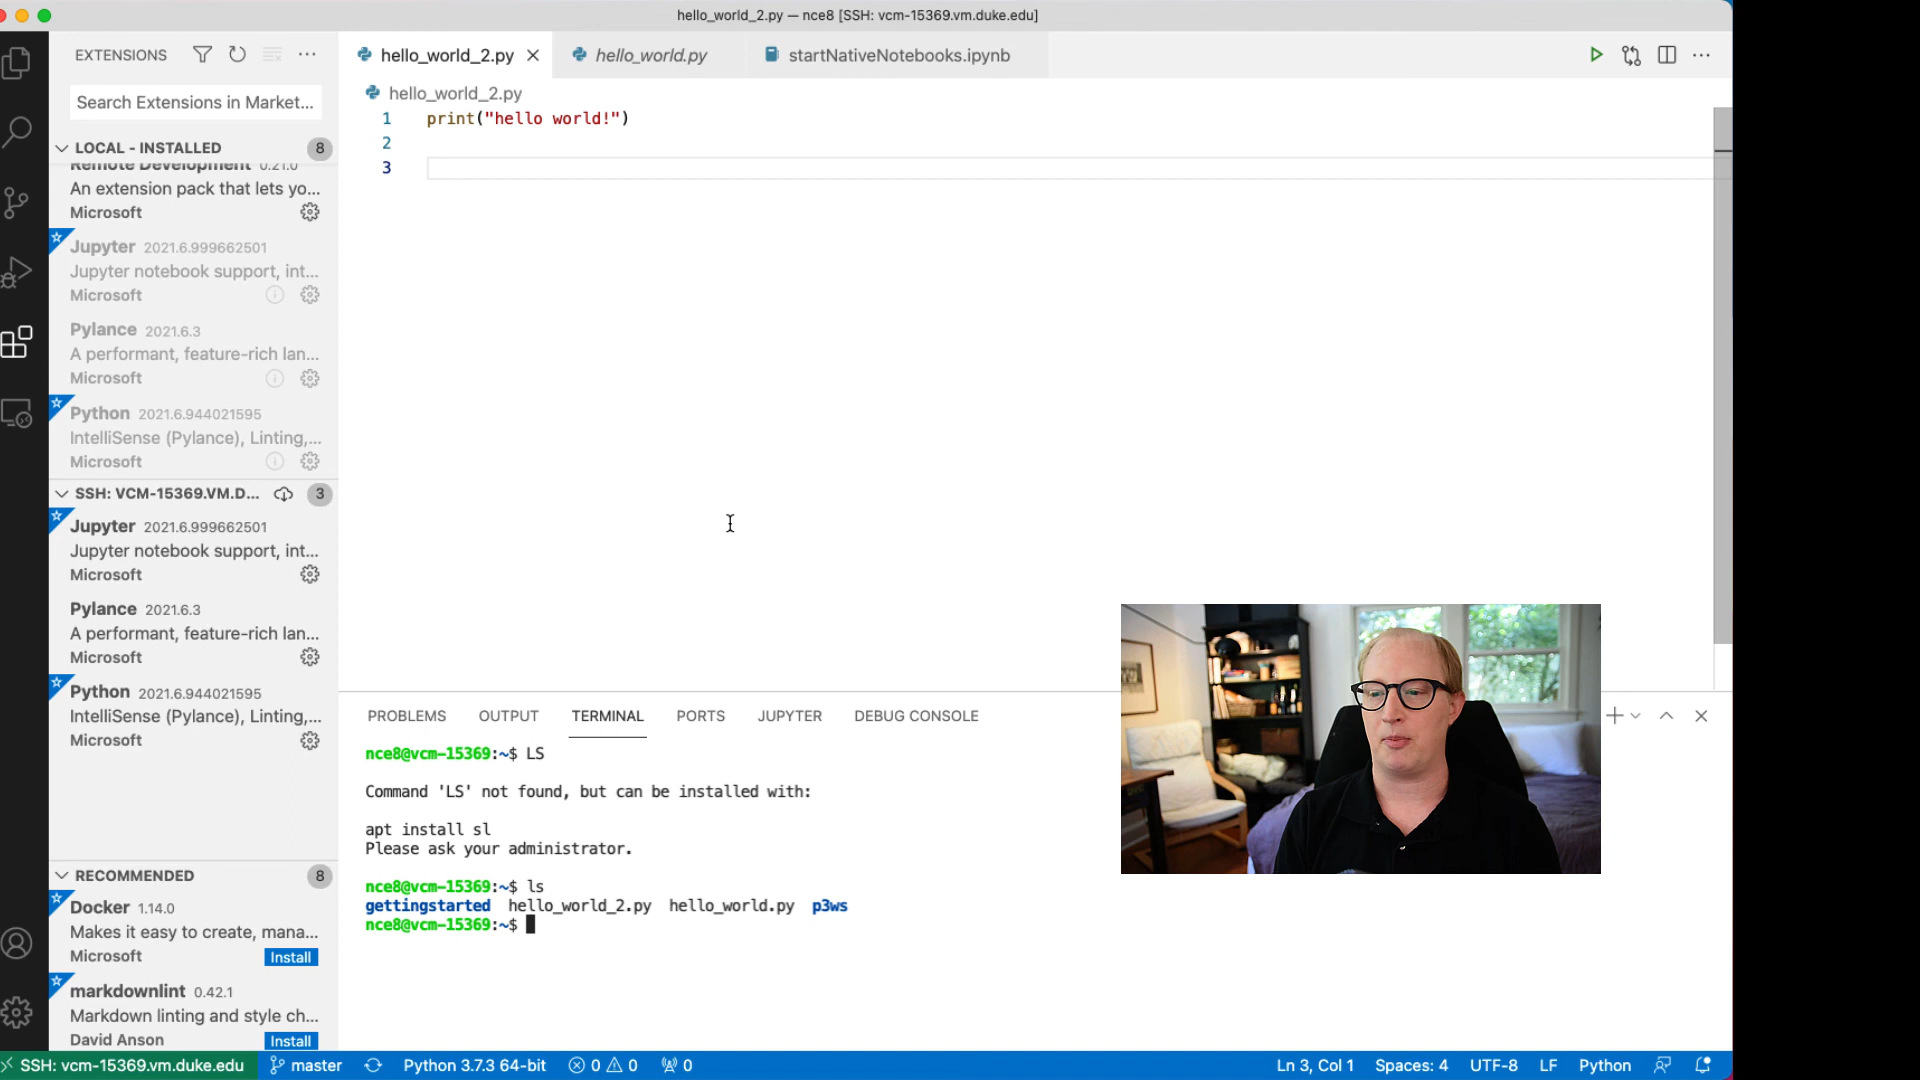 hello_world_2.py — nce8 [SSH: vcm-15369.vm.duke.edu]
EXTENSIONS
hello_world_2.py
hello_world.py
startNativeNotebooks.ipynb
Search Extensions in Market...
LOCAL - INSTALLED 8
Remote Development 0.21.0
An extension pack that lets yo...
Microsoft
Jupyter 2021.6.999662501
Jupyter notebook support, int...
Microsoft
Pylance 2021.6.3
A performant, feature-rich lan...
Microsoft
Python 2021.6.944021595
IntelliSense (Pylance), Linting,...
Microsoft
SSH: VCM-15369.VM.D... 3
Jupyter 2021.6.999662501
Jupyter notebook support, int...
Microsoft
Pylance 2021.6.3
A performant, feature-rich lan...
Microsoft
Python 2021.6.944021595
IntelliSense (Pylance), Linting,...
Microsoft
RECOMMENDED 8
Docker 1.14.0
Makes it easy to create, mana...
Microsoft Install
markdownlint 0.42.1
Markdown linting and style ch...
David Anson Install
hello_world_2.py
1 print("hello world!")
2
3
PROBLEMS OUTPUT TERMINAL PORTS JUPYTER DEBUG CONSOLE
nce8@vcm-15369:~$ LS
Command 'LS' not found, but can be installed with:
apt install sl
Please ask your administrator.
nce8@vcm-15369:~$ ls
gettingstarted hello_world_2.py hello_world.py p3ws
nce8@vcm-15369:~$
SSH: vcm-15369.vm.duke.edu master Python 3.7.3 64-bit 0 0 0 Ln 3, Col 1 Spaces: 4 UTF-8 LF Python